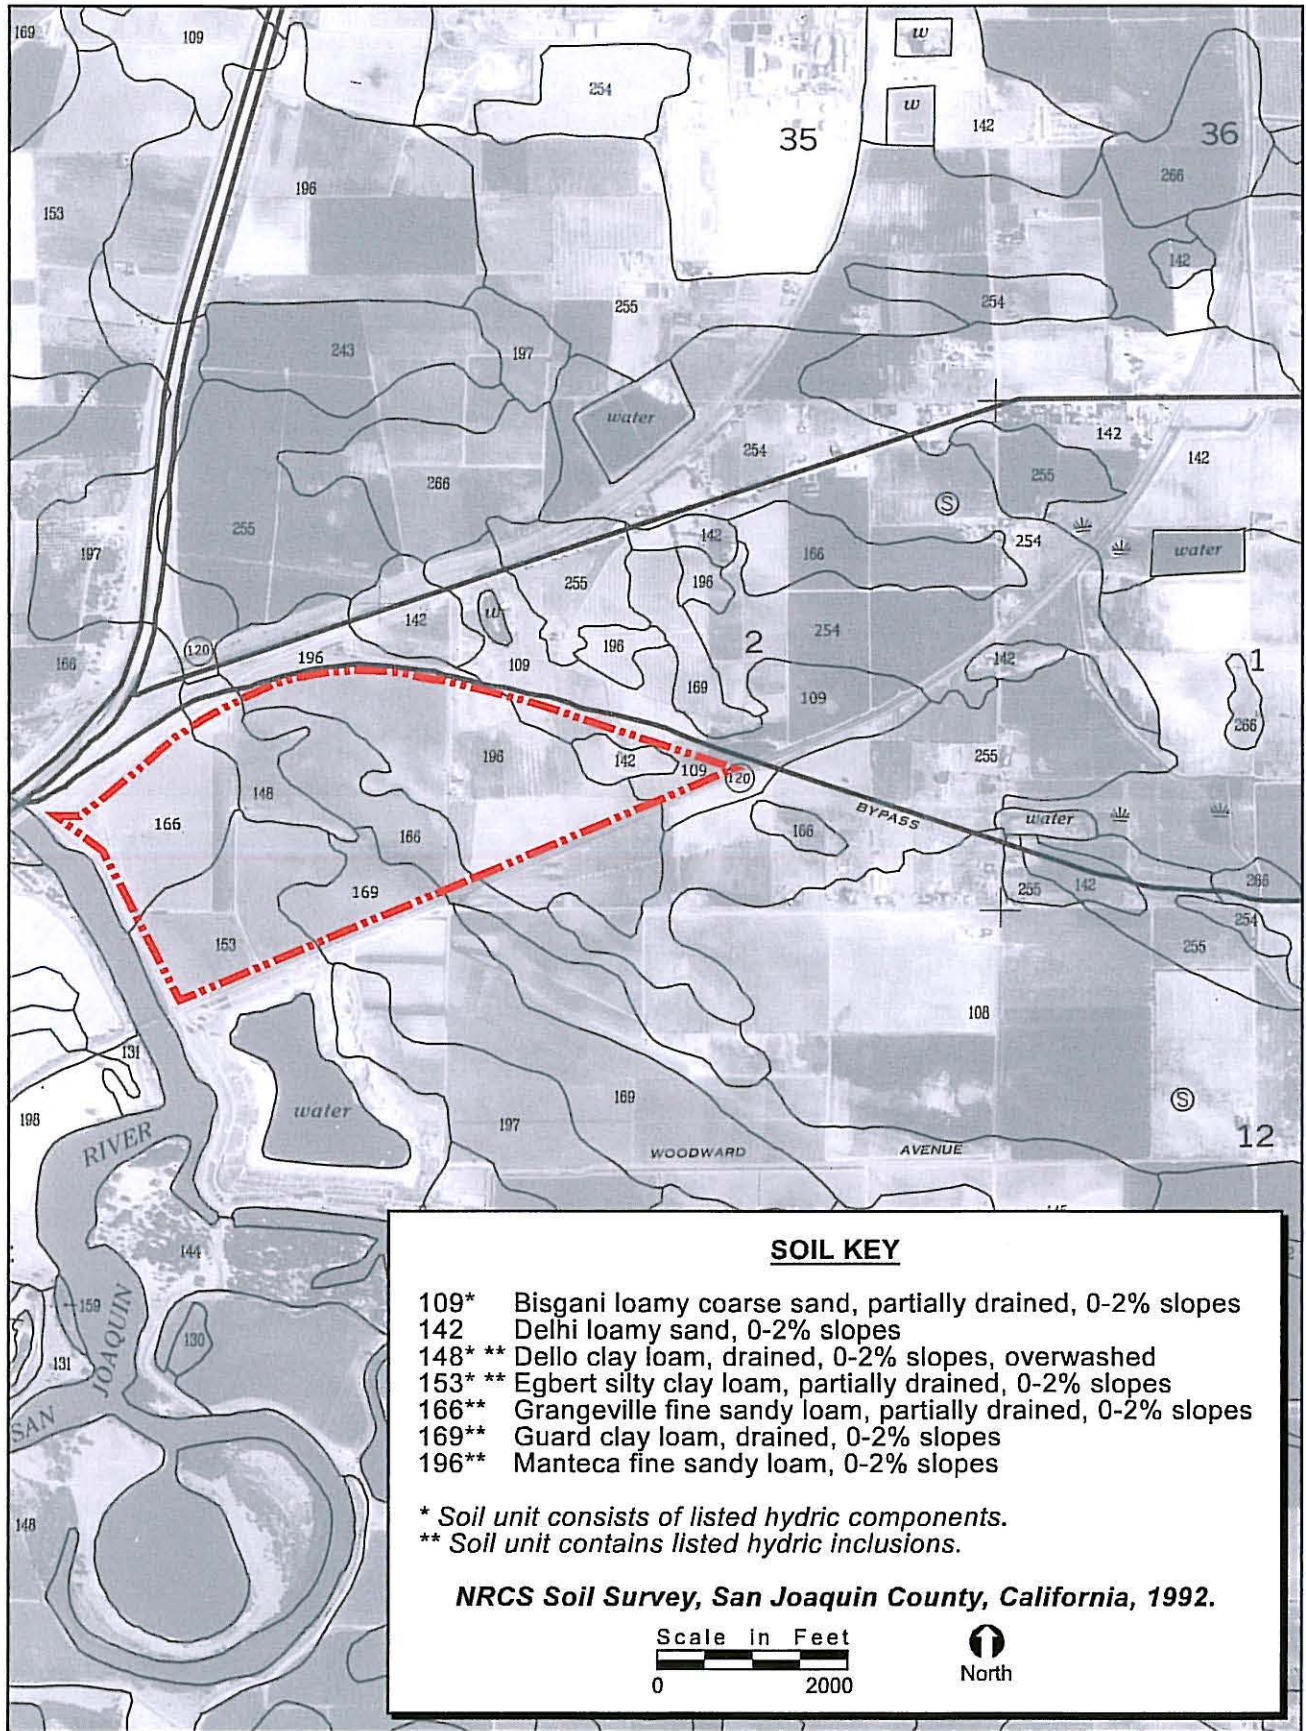 169
109
254
w
w
142
35
36
266
196
153
142
255
254
243
197
water
142
142
254
266
255
255
S
142
254
166
water
197
255
196
142
w
254
2
120
196
109
196
142
1
166
169
109
266
148
196
142
109
120
255
166
166
BYPASS
water
166
169
255
142
266
254
153
255
108
131
water
169
S
198
RIVER
197
WOODWARD
AVENUE
12
144
159
JOAQUIN
130
131
SAN
148
SOIL KEY
109* Bisgani loamy coarse sand, partially drained, 0-2% slopes
142 Delhi loamy sand, 0-2% slopes
148* ** Dello clay loam, drained, 0-2% slopes, overwashed
153* ** Egbert silty clay loam, partially drained, 0-2% slopes
166** Grangeville fine sandy loam, partially drained, 0-2% slopes
169** Guard clay loam, drained, 0-2% slopes
196** Manteca fine sandy loam, 0-2% slopes
* Soil unit consists of listed hydric components.
** Soil unit contains listed hydric inclusions.
NRCS Soil Survey, San Joaquin County, California, 1992.
Scale in Feet
0 2000
North